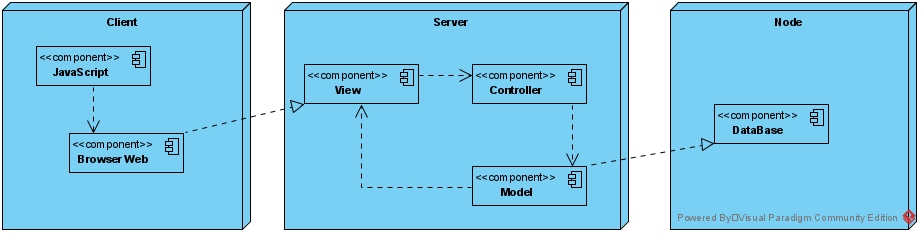 Client
Server
Node
<<component>>
JavaScript
<<component>>
Browser Web
<<component>>
View
<<component>>
Controller
<<component>>
Model
<<component>>
DataBase
Powered By Visual Paradigm Community Edition